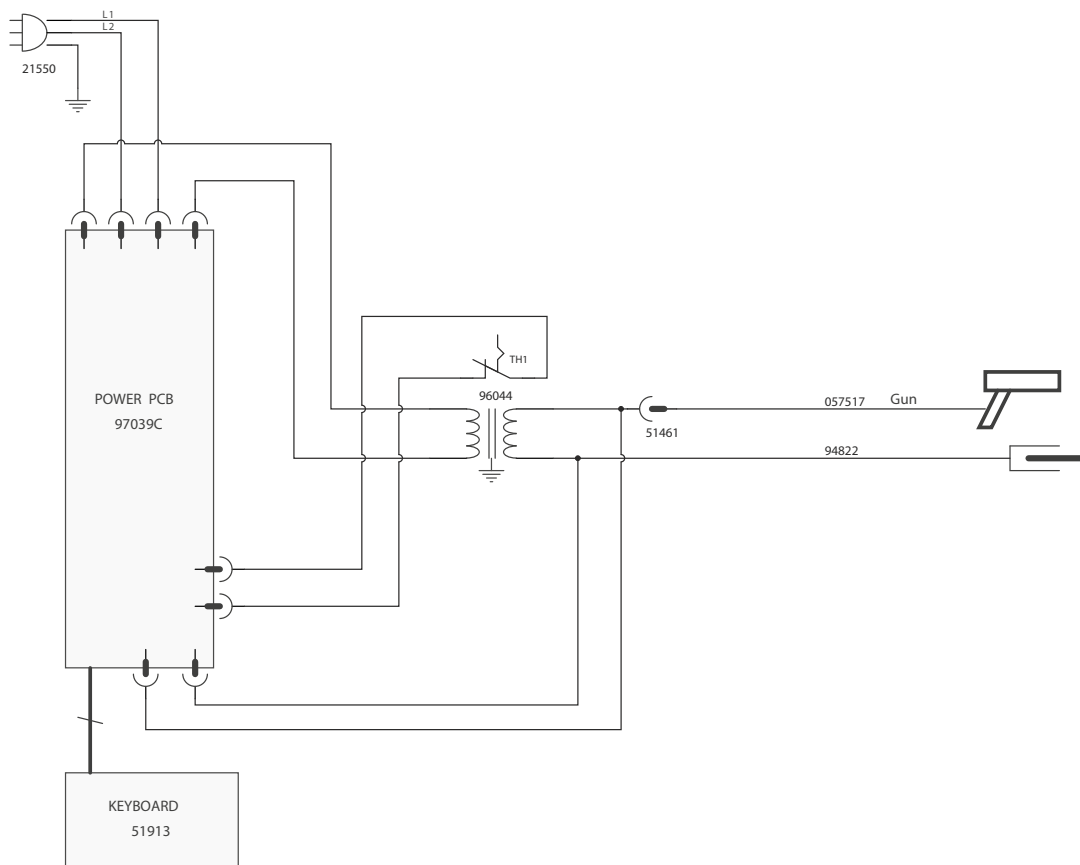 L1
L2
21550
TH1
96044
POWER PCB
97039C
057517 Gun
51461
94822
KEYBOARD
51913